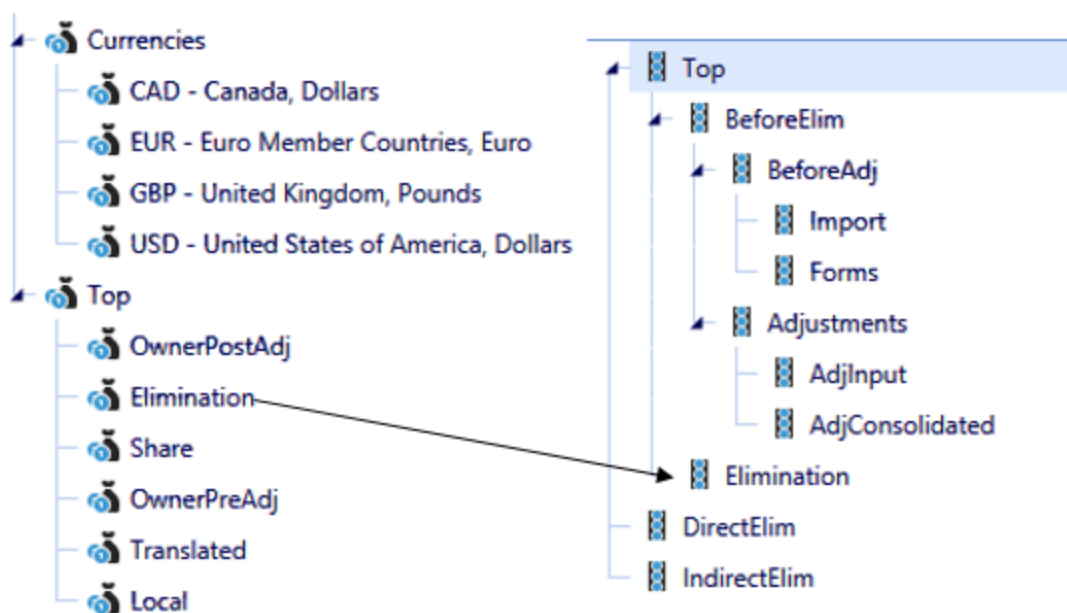 Currencies
CAD - Canada, Dollars
EUR - Euro Member Countries, Euro
GBP - United Kingdom, Pounds
USD - United States of America, Dollars
Top
OwnerPostAdj
Elimination
Share
OwnerPreAdj
Translated
Local
Top
BeforeElim
BeforeAdj
Import
Forms
Adjustments
AdjInput
AdjConsolidated
Elimination
DirectElim
IndirectElim